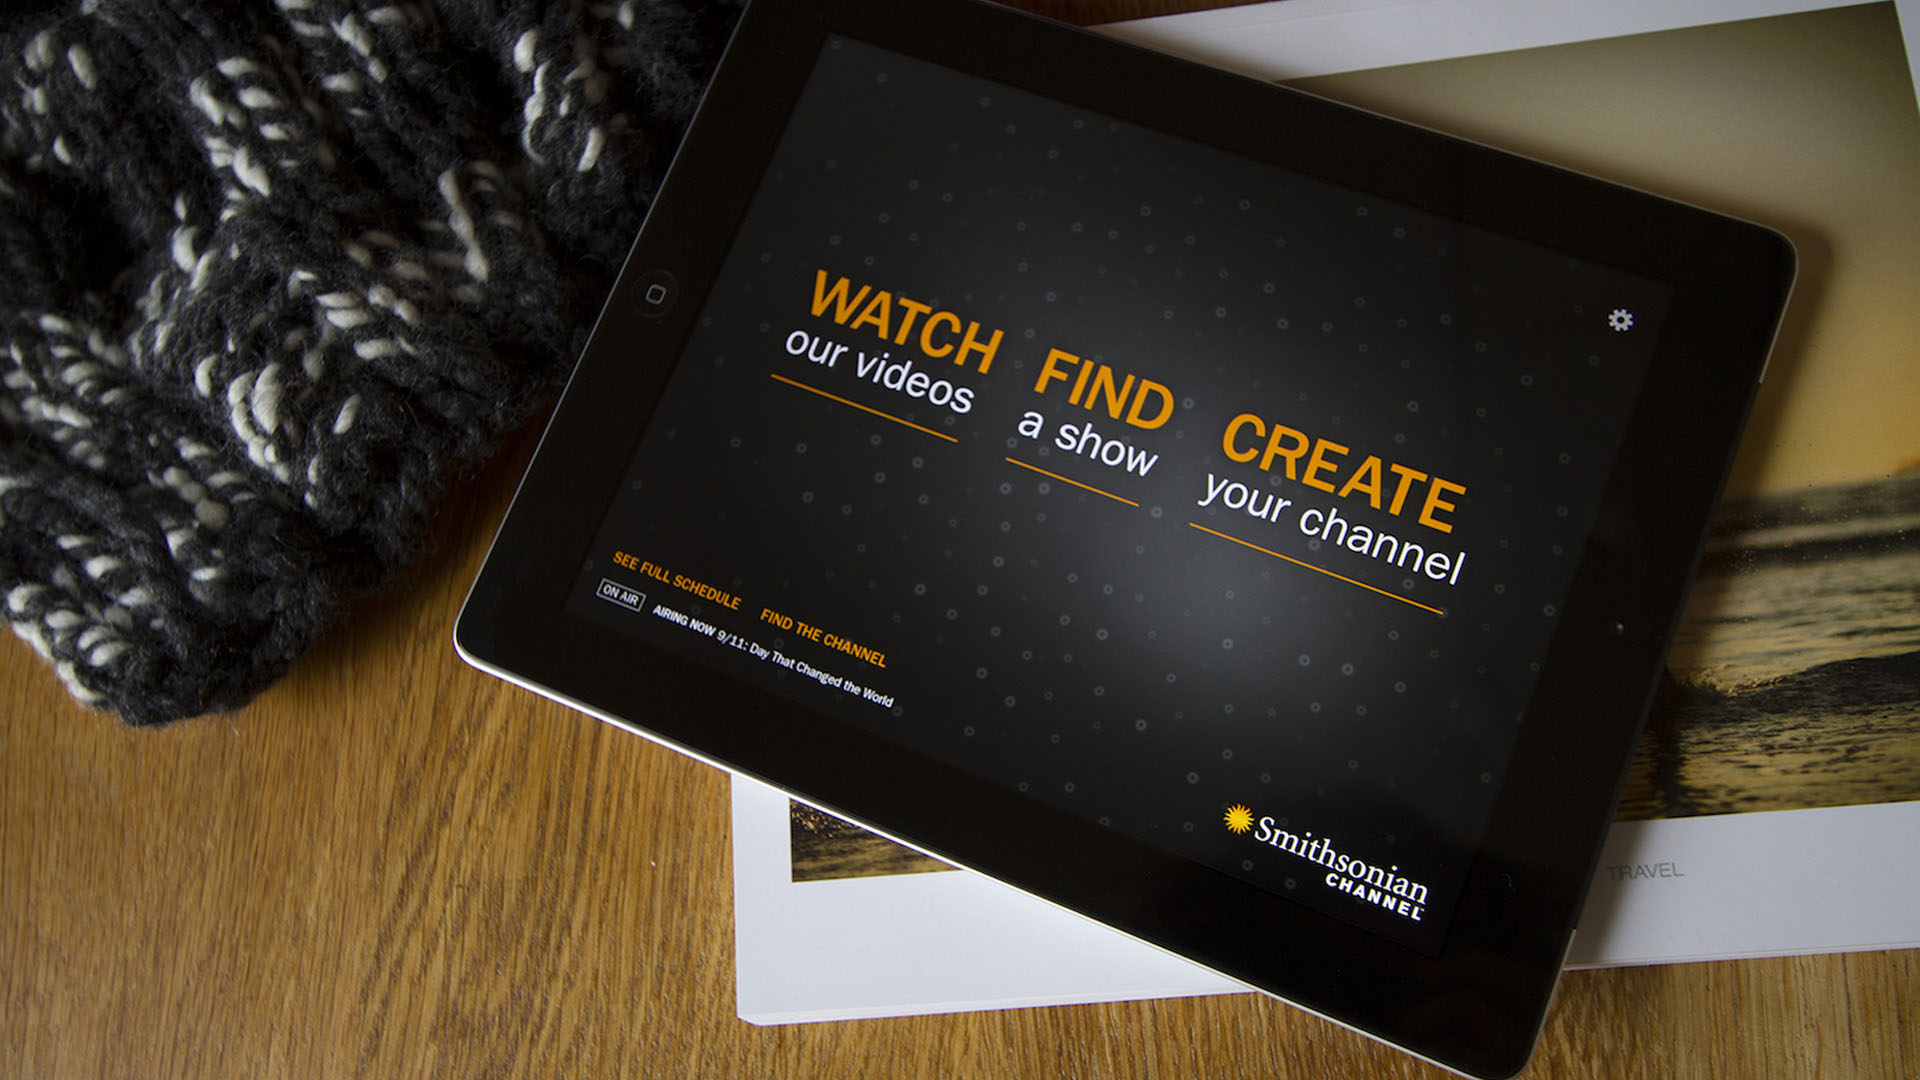 WATCH
our videos
FIND
a show
CREATE
your channel
SEE FULL SCHEDULE
FIND THE CHANNEL
ON AIR
AIRING NOW 9/11: Day That Changed the World
Smithsonian
CHANNEL™
TRAVEL